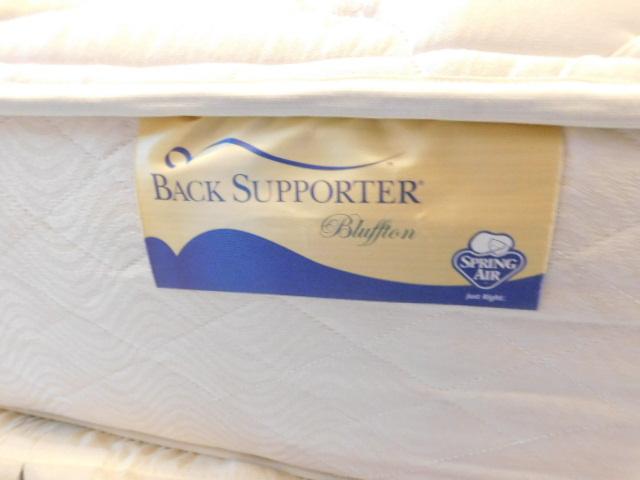 BACK SUPPORTER®
Bluffton
SPRING
AIR
Just Right.